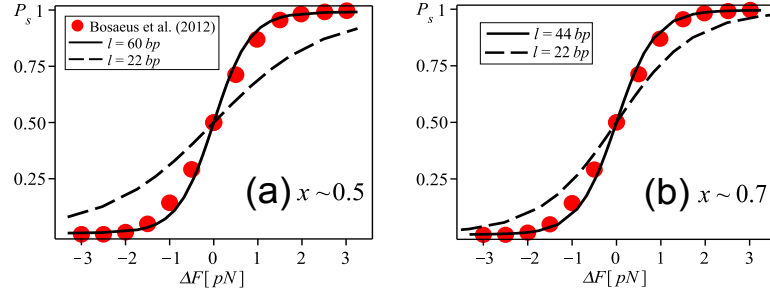 P_s 1
Bosaeus et al. (2012)
l = 60 bp
l = 22 bp
0.75
0.50
0.25
(a) x ~ 0.5
−3 −2 −1 0 1 2 3
ΔF[ pN]
P_s 1
l = 44 bp
l = 22 bp
0.75
0.50
0.25
(b) x ~ 0.7
−3 −2 −1 0 1 2 3
ΔF[ pN]